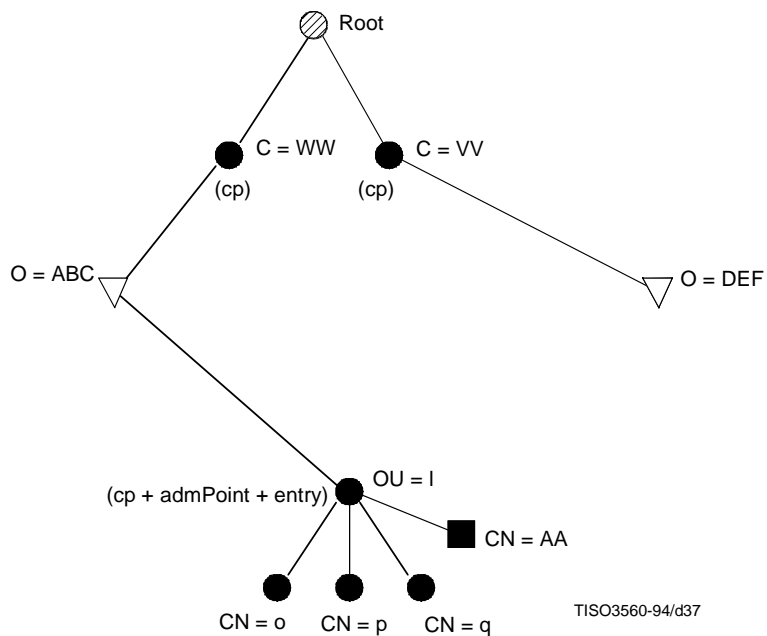 Root
C = WW
C = VV
(cp)
(cp)
O = ABC
O = DEF
OU = I
(cp + admPoint + entry)
CN = AA
CN = o
CN = p
CN = q
TISO3560-94/d37